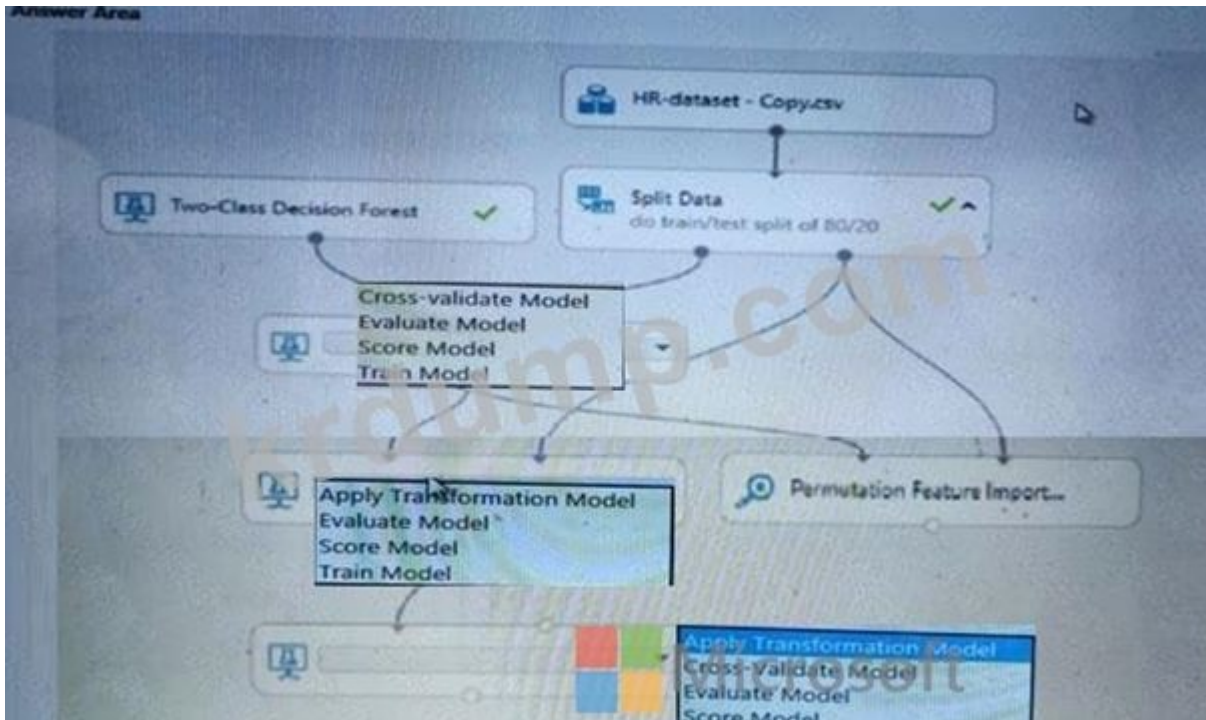 Answer Area
HR-dataset - Copy.csv
Two-Class Decision Forest
Split Data
do train/test split of 80/20
Cross-validate Model
Evaluate Model
Score Model
Train Model
Apply Transformation Model
Evaluate Model
Score Model
Train Model
Permutation Feature Import...
Apply Transformation Model
Cross-Validate Model
Evaluate Model
Score Model
Microsoft
krdump.com